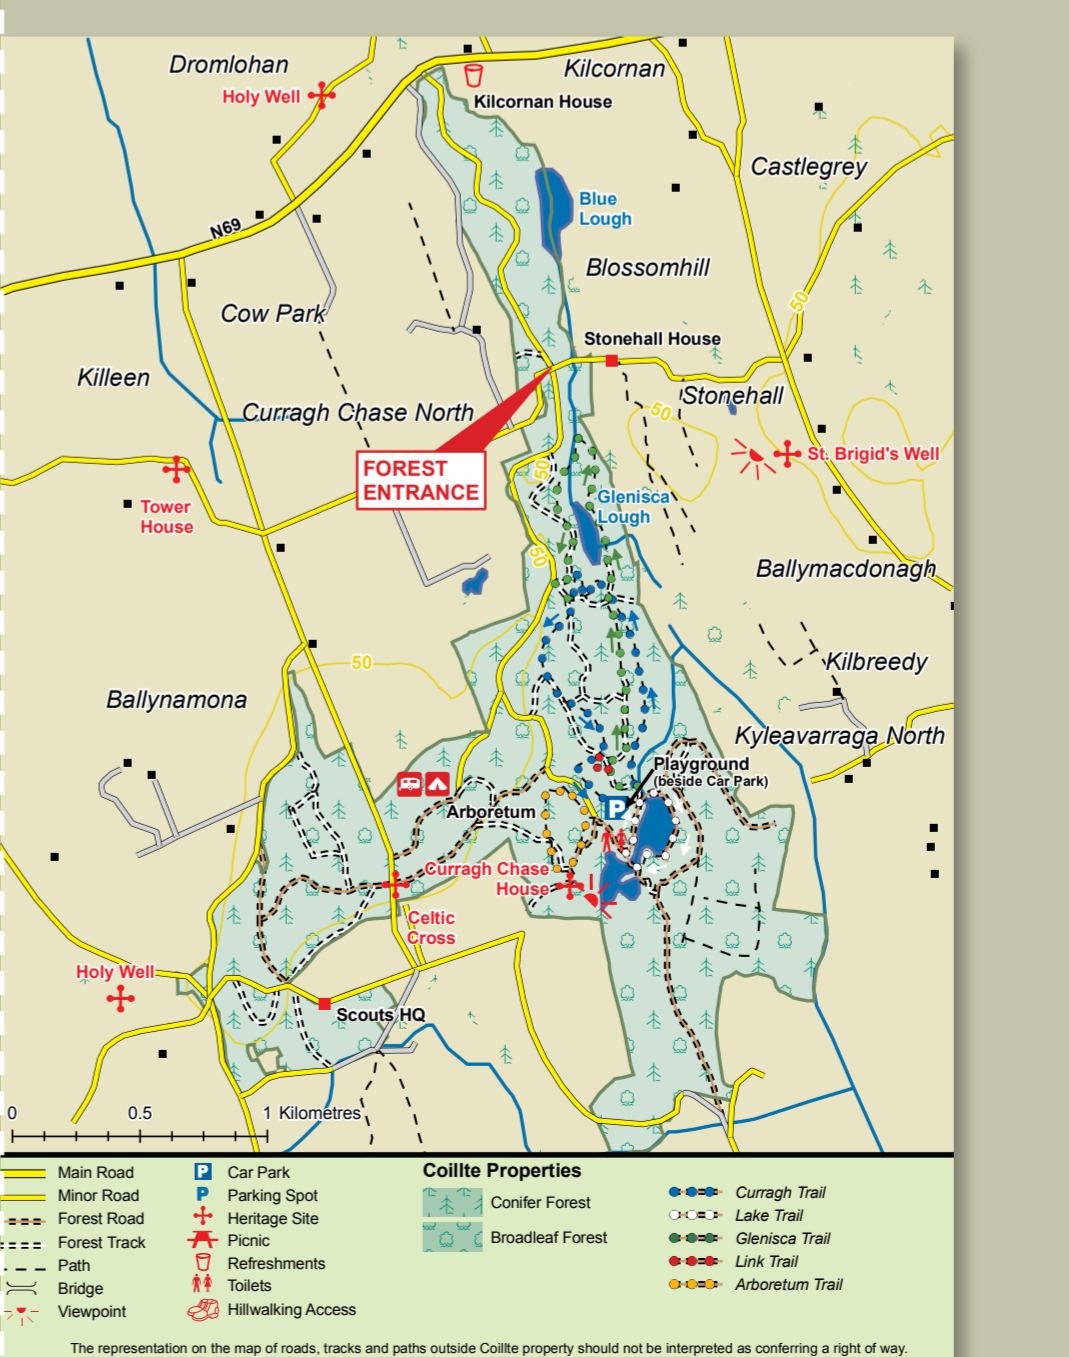 Dromlohan
Kilcornan
Holy Well
Kilcornan House
Castlegrey
Blue
Lough
N69
Blossomhill
50
Cow Park
Stonehall House
Killeen
Stonehall
Curragh Chase North
50
St. Brigid's Well
FOREST
ENTRANCE
50
Glenisca
Lough
Tower
House
50
Ballymacdonagh
50
Kilbreedy
Ballynamona
Kyleavarraga North
Playground
(beside Car Park)
Arboretum
P
Curragh Chase
House
Celtic
Cross
Holy Well
Scouts HQ
0 0.5 1 Kilometres
Main Road
Minor Road
Forest Road
Forest Track
Path
Bridge
Viewpoint
P Car Park
P Parking Spot
Heritage Site
Picnic
Refreshments
Toilets
Hillwalking Access
Coillte Properties
Conifer Forest
Broadleaf Forest
Curragh Trail
Lake Trail
Glenisca Trail
Link Trail
Arboretum Trail
The representation on the map of roads, tracks and paths outside Coillte property should not be interpreted as conferring a right of way.